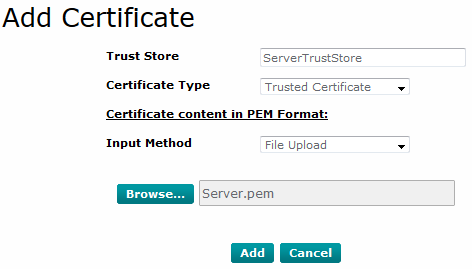 Add Certificate
Trust Store ServerTrustStore
Certificate Type Trusted Certificate
Certificate content in PEM Format:
Input Method File Upload
Browse... Server.pem
Add Cancel